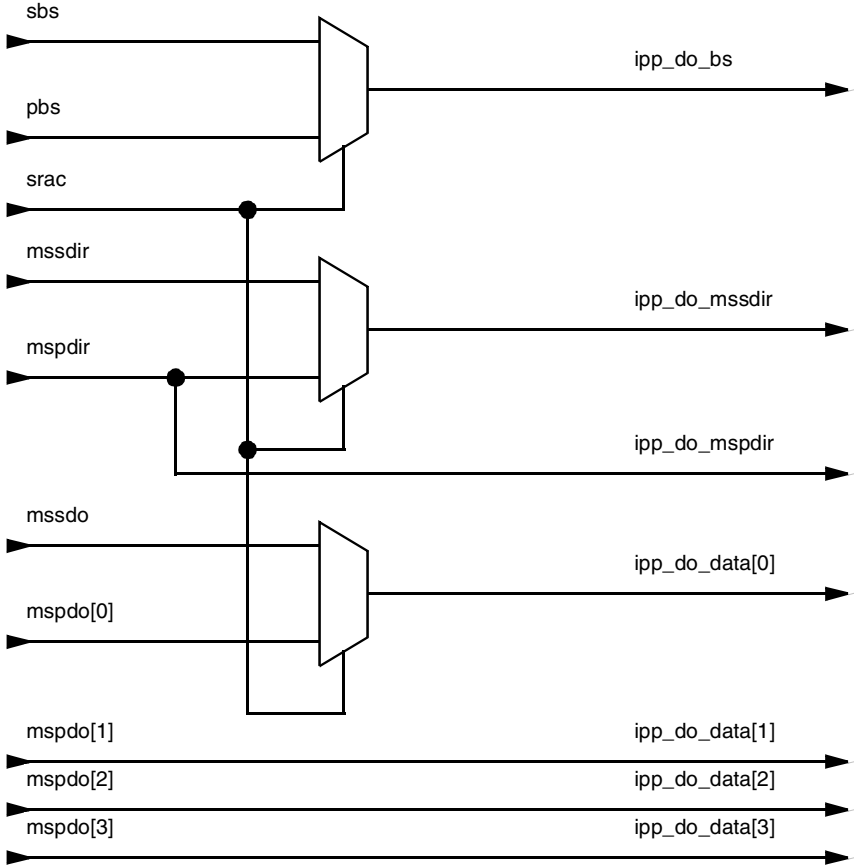 sbs
ipp_do_bs
pbs
srac
mssdir
ipp_do_mssdir
mspdir
ipp_do_mspdir
mssdo
ipp_do_data[0]
mspdo[0]
mspdo[1]
ipp_do_data[1]
mspdo[2]
ipp_do_data[2]
mspdo[3]
ipp_do_data[3]